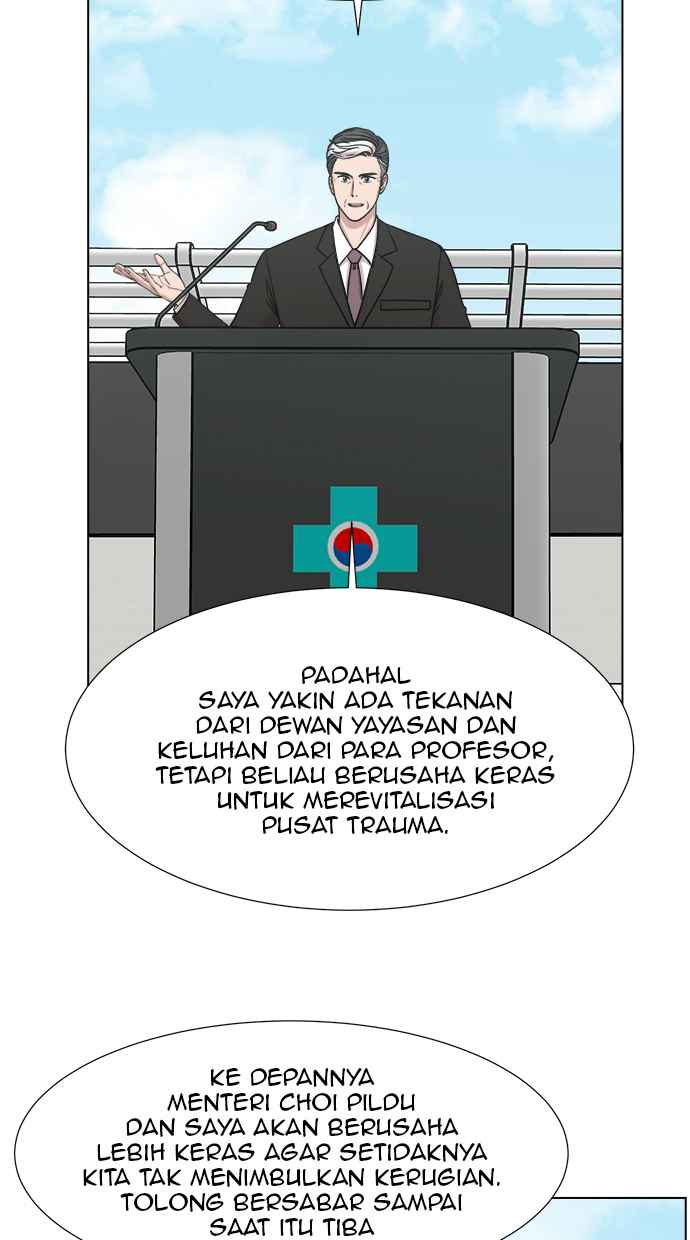 PADAHAL
SAYA YAKIN ADA TEKANAN
DARI DEWAN YAYASAN DAN
KELUHAN DARI PARA PROFESOR,
TETAPI BELIAU BERUSAHA KERAS
UNTUK MEREVITALISASI
PUSAT TRAUMA.
KE DEPANNYA
MENTERI CHOI PILDU
DAN SAYA AKAN BERUSAHA
LEBIH KERAS AGAR SETIDAKNYA
KITA TAK MENIMBULKAN KERUGIAN.
TOLONG BERSABAR SAMPAI
SAAT ITU TIBA